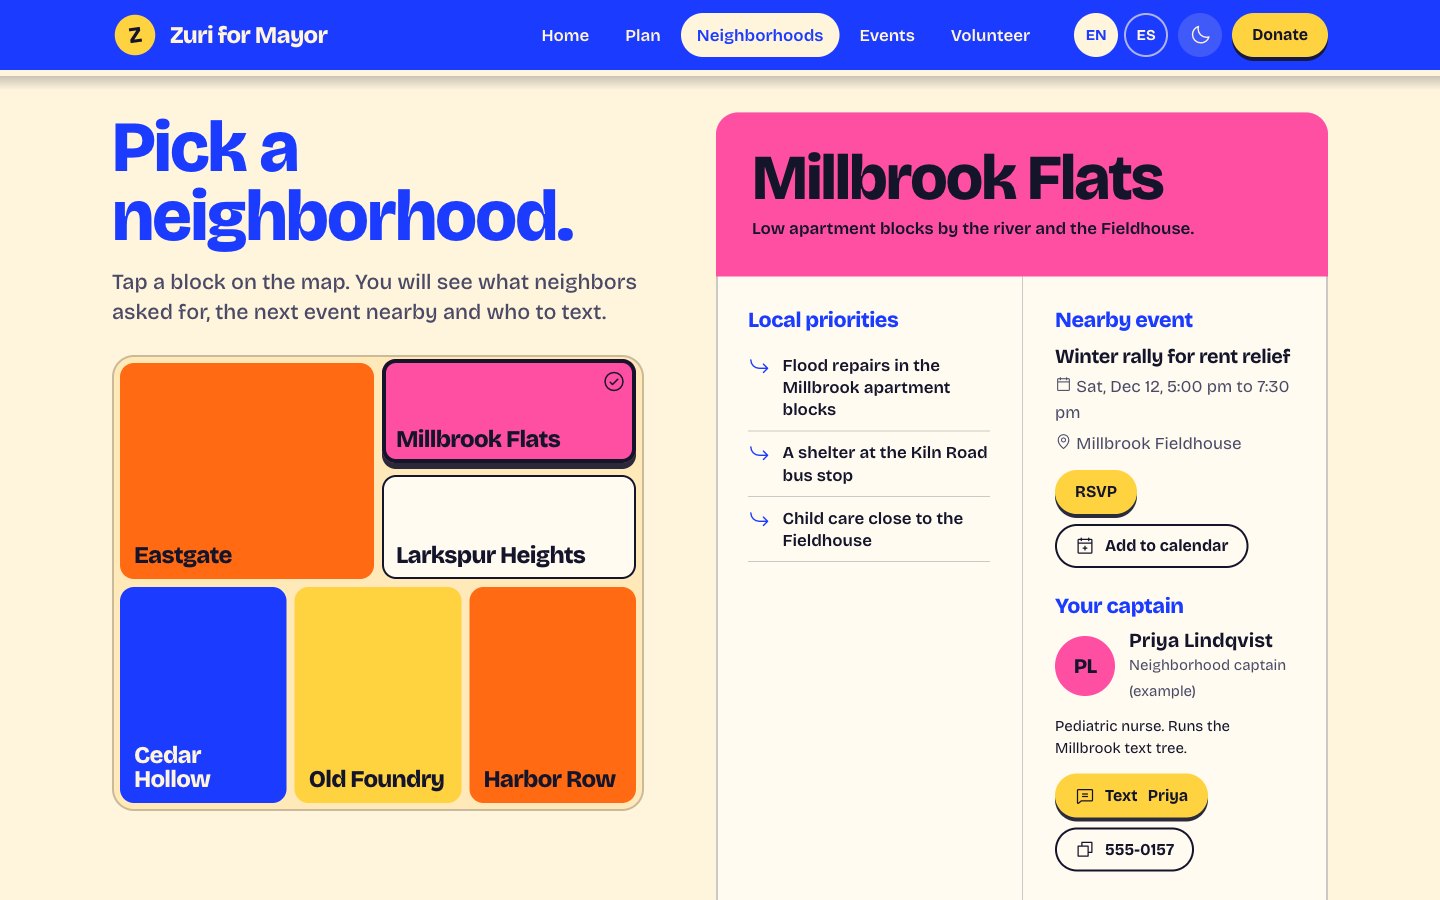 Z
Zuri for Mayor
Home
Plan
Neighborhoods
Events
Volunteer
EN
ES
Donate
Pick a
neighborhood.
Tap a block on the map. You will see what neighbors
asked for, the next event nearby and who to text.
Eastgate
Millbrook Flats
Larkspur Heights
Cedar
Hollow
Old Foundry
Harbor Row
Millbrook Flats
Low apartment blocks by the river and the Fieldhouse.
Local priorities
Flood repairs in the
Millbrook apartment
blocks
A shelter at the Kiln Road
bus stop
Child care close to the
Fieldhouse
Nearby event
Winter rally for rent relief
Sat, Dec 12, 5:00 pm to 7:30
pm
Millbrook Fieldhouse
RSVP
Add to calendar
Your captain
PL
Priya Lindqvist
Neighborhood captain
(example)
Pediatric nurse. Runs the
Millbrook text tree.
Text Priya
555-0157